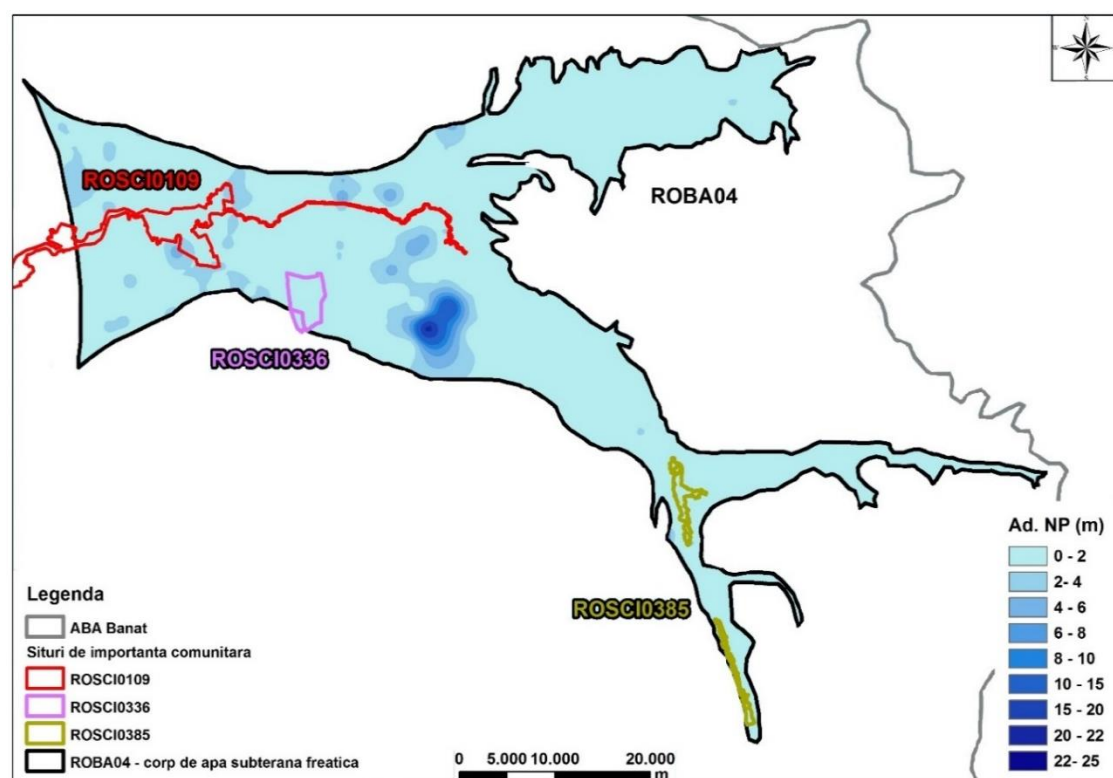 N
ROSCI0109
ROBA04
ROSCI0336
ROSCI0385
Legenda
ABA Banat
Situri de importanta comunitara
ROSCI0109
ROSCI0336
ROSCI0385
ROBA04 - corp de apa subterana freatica
0 5.000 10.000 20.000
m
Ad. NP (m)
0 - 2
2- 4
4 - 6
6 - 8
8 - 10
10 - 15
15 - 20
20 - 22
22- 25